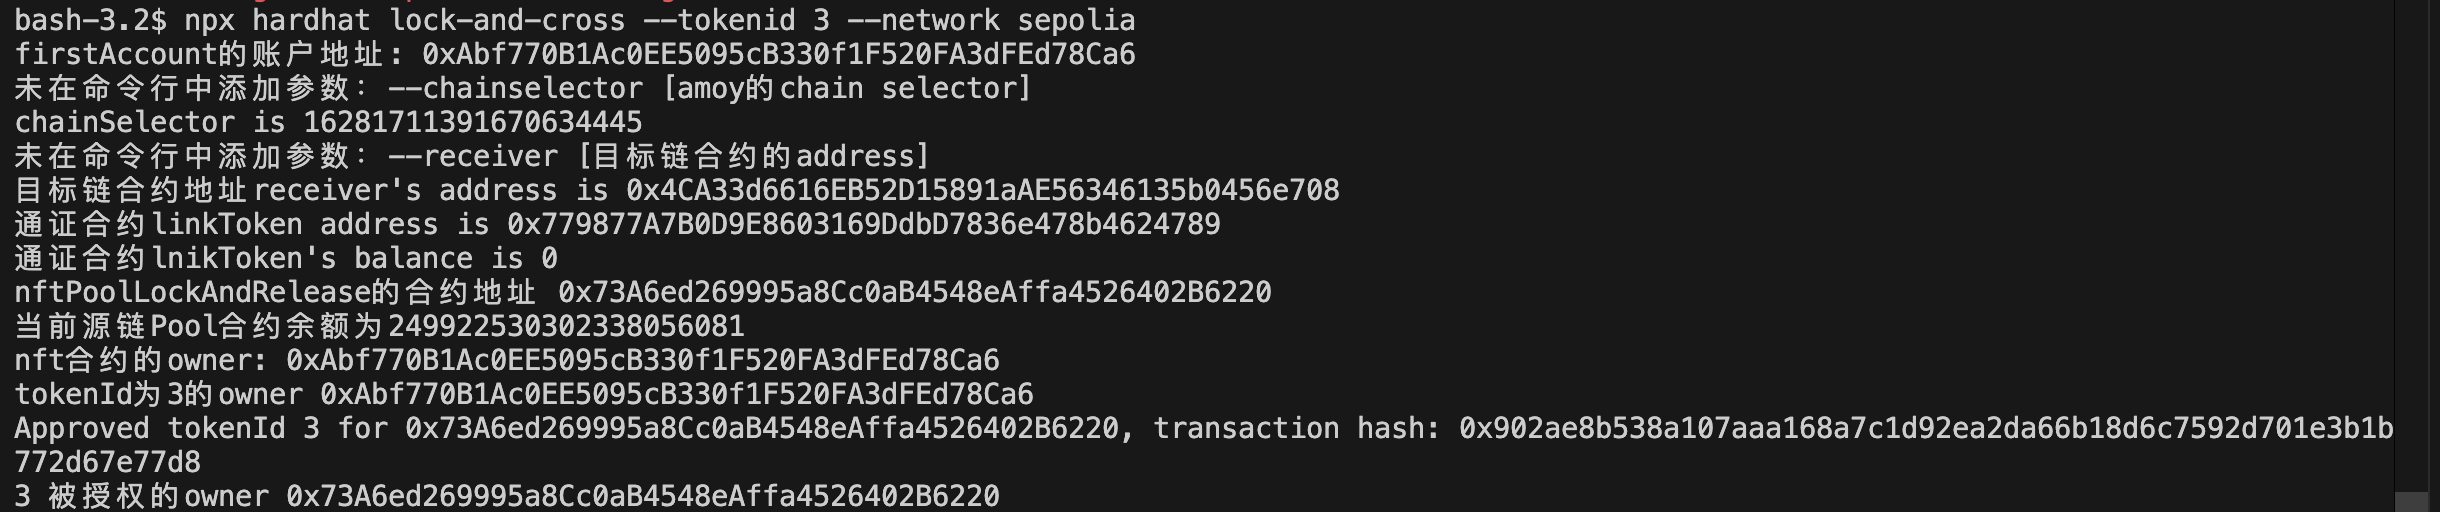 bash-3.2$ npx hardhat lock-and-cross --tokenid 3 --network sepolia
firstAccount的账户地址: 0xAbf770B1Ac0EE5095cB330f1F520FA3dFEd78Ca6
未在命令行中添加参数: --chainselector [amoy的chain selector]
chainSelector is 16281711391670634445
未在命令行中添加参数: --receiver [目标链合约的address]
目标链合约地址receiver's address is 0x4CA33d6616EB52D15891aAE56346135b0456e708
通证合约linkToken address is 0x779877A7B0D9E8603169DdbD7836e478b4624789
通证合约lnikToken's balance is 0
nftPoolLockAndRelease的合约地址 0x73A6ed269995a8Cc0aB4548eAffa4526402B6220
当前源链Pool合约余额为249922530302338056081
nft合约的owner: 0xAbf770B1Ac0EE5095cB330f1F520FA3dFEd78Ca6
tokenId为3的owner 0xAbf770B1Ac0EE5095cB330f1F520FA3dFEd78Ca6
Approved tokenId 3 for 0x73A6ed269995a8Cc0aB4548eAffa4526402B6220, transaction hash: 0x902ae8b538a107aaa168a7c1d92ea2da66b18d6c7592d701e3b1b
772d67e77d8
3 被授权的owner 0x73A6ed269995a8Cc0aB4548eAffa4526402B6220